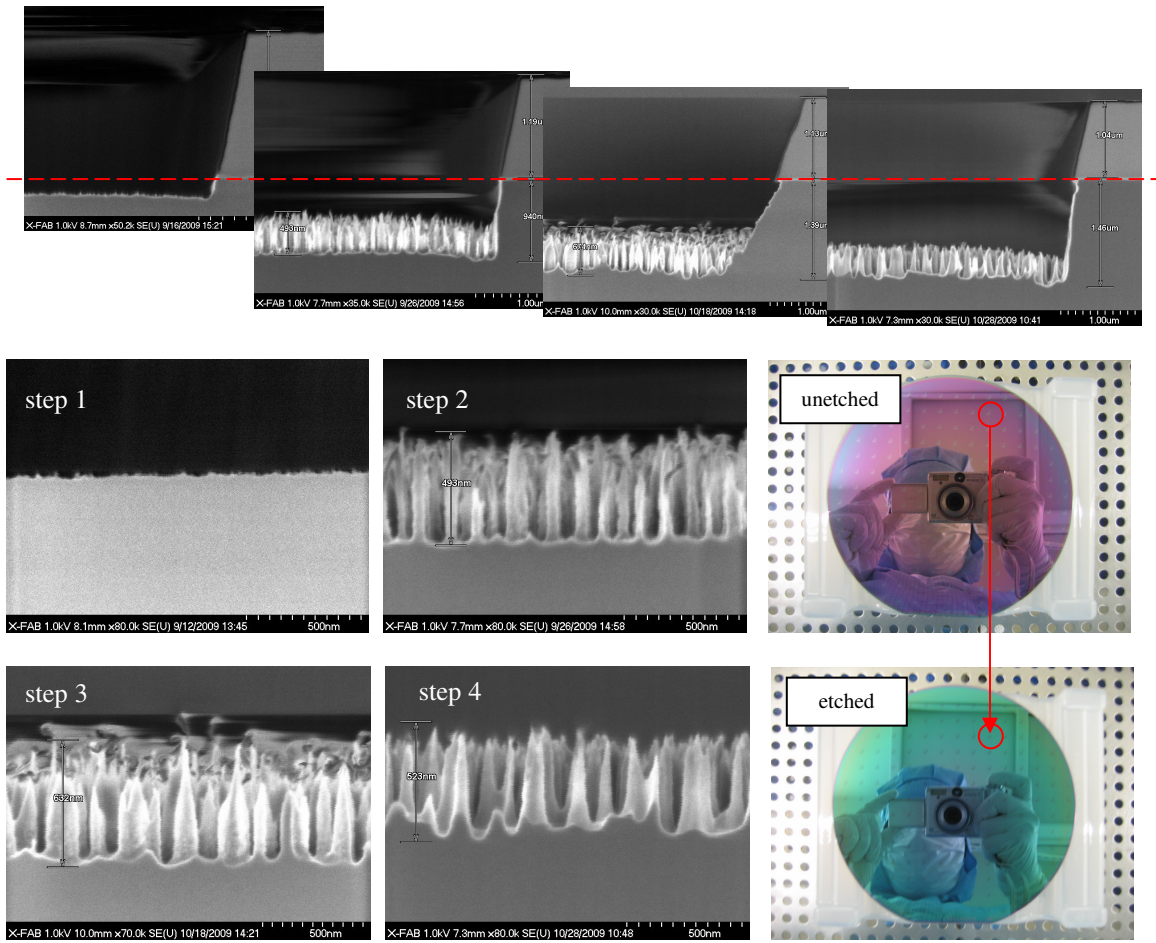 X-FAB 1.0kV 8.7mm x50.2k SE(U) 9/16/2009 15:21
1.19u
493nm
940n
X-FAB 1.0kV 7.7mm x35.0k SE(U) 9/26/2009 14:56
1.00u
1.13ur
1.39ur
X-FAB 1.0kV 10.0mm x30.0k SE(U) 10/18/2009 14:18
1.00um
1.04um
1.46um
X-FAB 1.0kV 7.3mm x30.0k SE(U) 10/28/2009 10:41
1.00um
step 1
X-FAB 1.0kV 8.1mm x80.0k SE(U) 9/12/2009 13:45
500nm
step 2
493nm
X-FAB 1.0kV 7.7mm x80.0k SE(U) 9/26/2009 14:58
500nm
unetched
step 3
632nm
X-FAB 1.0kV 10.0mm x70.0k SE(U) 10/18/2009 14:21
500nm
step 4
523nm
X-FAB 1.0kV 7.3mm x80.0k SE(U) 10/28/2009 10:48
500nm
etched